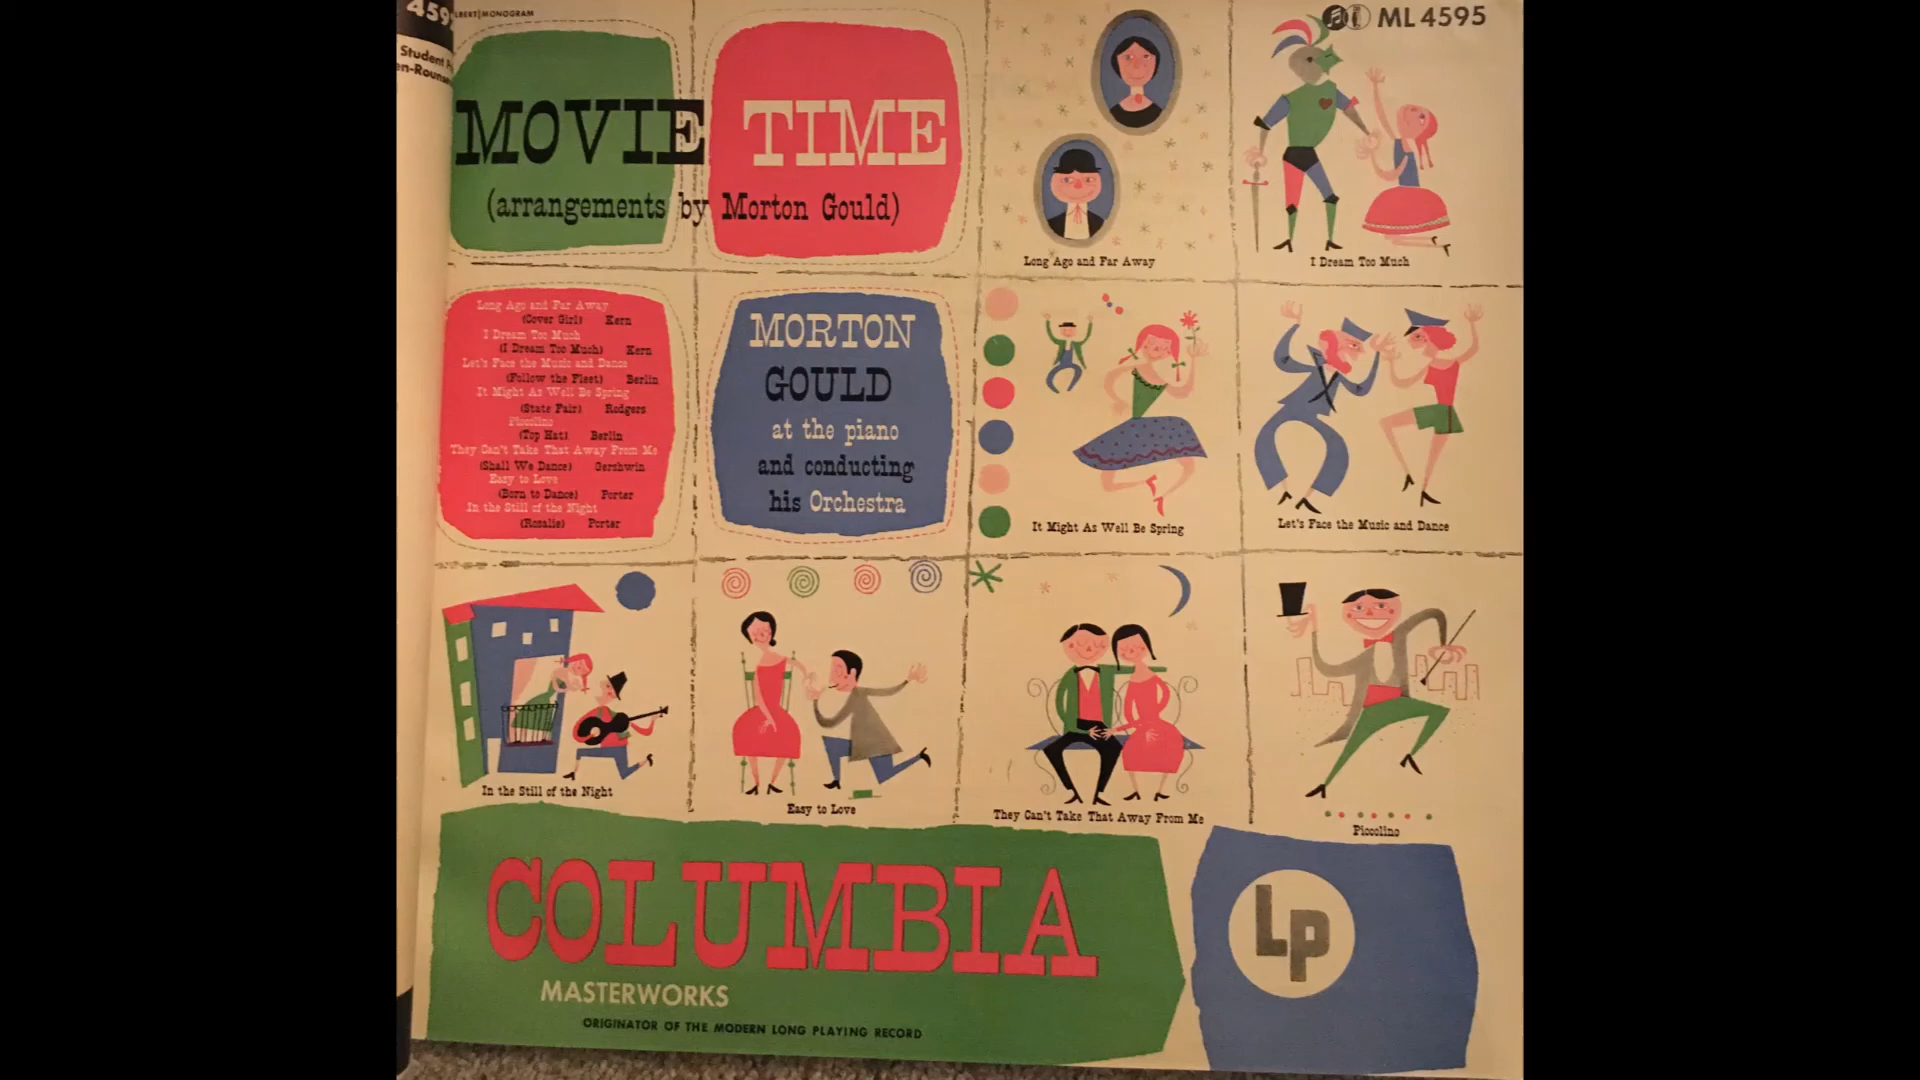 459
LBERT|MONOGRAM
Student
ML 4595
MOVIE TIME
(arrangements by Morton Gould)
Long Ago and Far Away
I Dream Too Much
Long Ago and Far Away
(Cover Girl) Kern
I Dream Too Much
(I Dream Too Much) Kern
Let's Face the Music and Dance
(Follow the Fleet) Berlin
It Might As Well Be Spring
(State Fair) Rodgers
Piccolino
(Top Hat) Berlin
They Can't Take That Away From Me
(Shall We Dance) Gershwin
Easy to Love
(Born to Dance) Porter
In the Still of the Night
(Rosalie) Porter
MORTON
GOULD
at the piano
and conducting
his Orchestra
It Might As Well Be Spring
Let's Face the Music and Dance
In the Still of the Night
Easy to Love
They Can't Take That Away From Me
Piccolino
COLUMBIA
MASTERWORKS
ORIGINATOR OF THE MODERN LONG PLAYING RECORD
LP